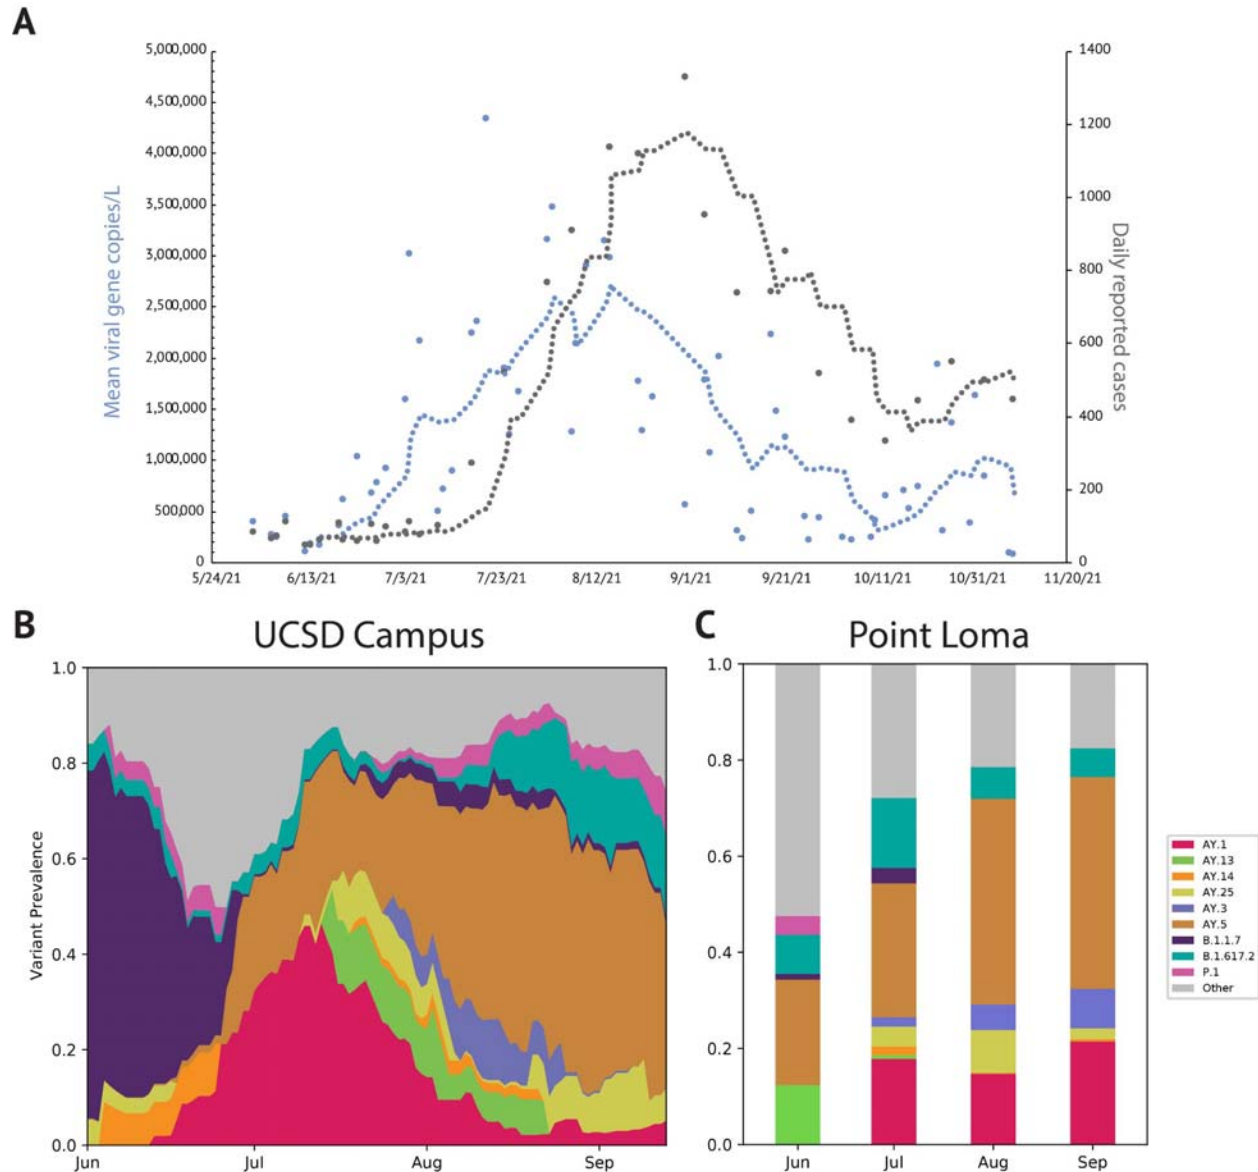 A
5,000,000
4,500,000
4,000,000
3,500,000
3,000,000
2,500,000
2,000,000
1,500,000
1,000,000
500,000
0
Mean viral gene copies/L
1400
1200
1000
800
600
400
200
0
Daily reported cases
5/24/21 6/13/21 7/3/21 7/23/21 8/12/21 9/1/21 9/21/21 10/11/21 10/31/21 11/20/21
B
UCSD Campus
1.0
0.8
0.6
0.4
0.2
0.0
Variant Prevalence
Jun Jul Aug Sep
C
Point Loma
1.0
0.8
0.6
0.4
0.2
0.0
Jun Jul Aug Sep
AY.1
AY.13
AY.14
AY.25
AY.3
AY.5
B.1.1.7
B.1.617.2
P.1
Other